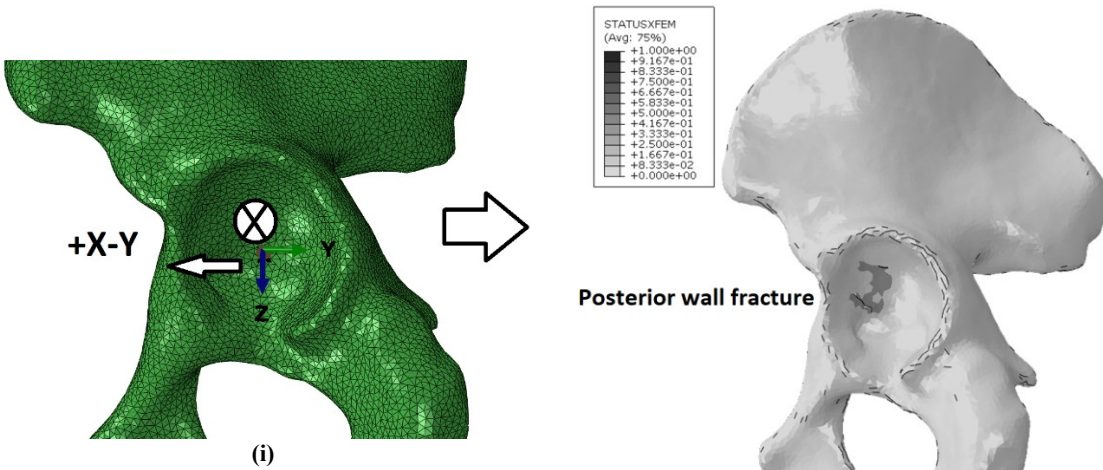 +X-Y
Y
Z
(i)
STATUSXFEM
(Avg: 75%)
+1.000e+00
+9.167e-01
+8.333e-01
+7.500e-01
+6.667e-01
+5.833e-01
+5.000e-01
+4.167e-01
+3.333e-01
+2.500e-01
+1.667e-01
+8.333e-02
+0.000e+00
Posterior wall fracture